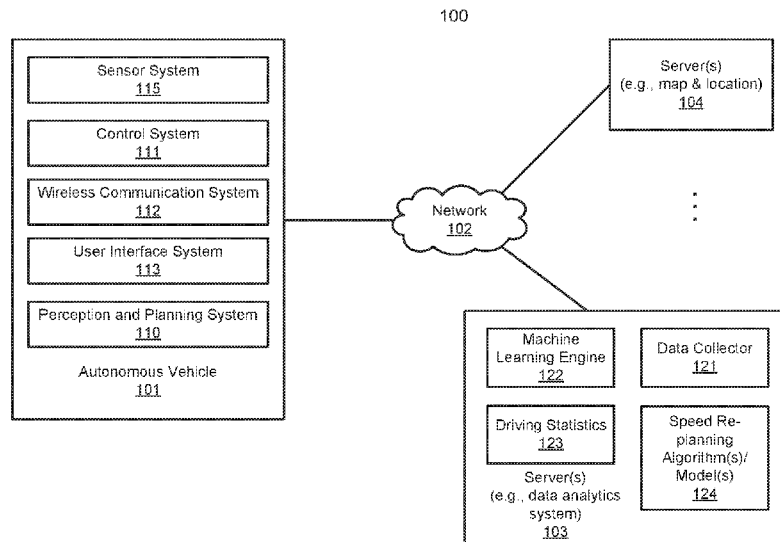 100
Sensor System
115
Control System
111
Wireless Communication System
112
User Interface System
113
Perception and Planning System
110
Autonomous Vehicle
101
Network
102
Server(s)
(e.g., map & location)
104
Machine
Learning Engine
122
Data Collector
121
Driving Statistics
123
Speed Re-
planning
Algorithm(s)/
Model(s)
124
Server(s)
(e.g., data analytics
system)
103